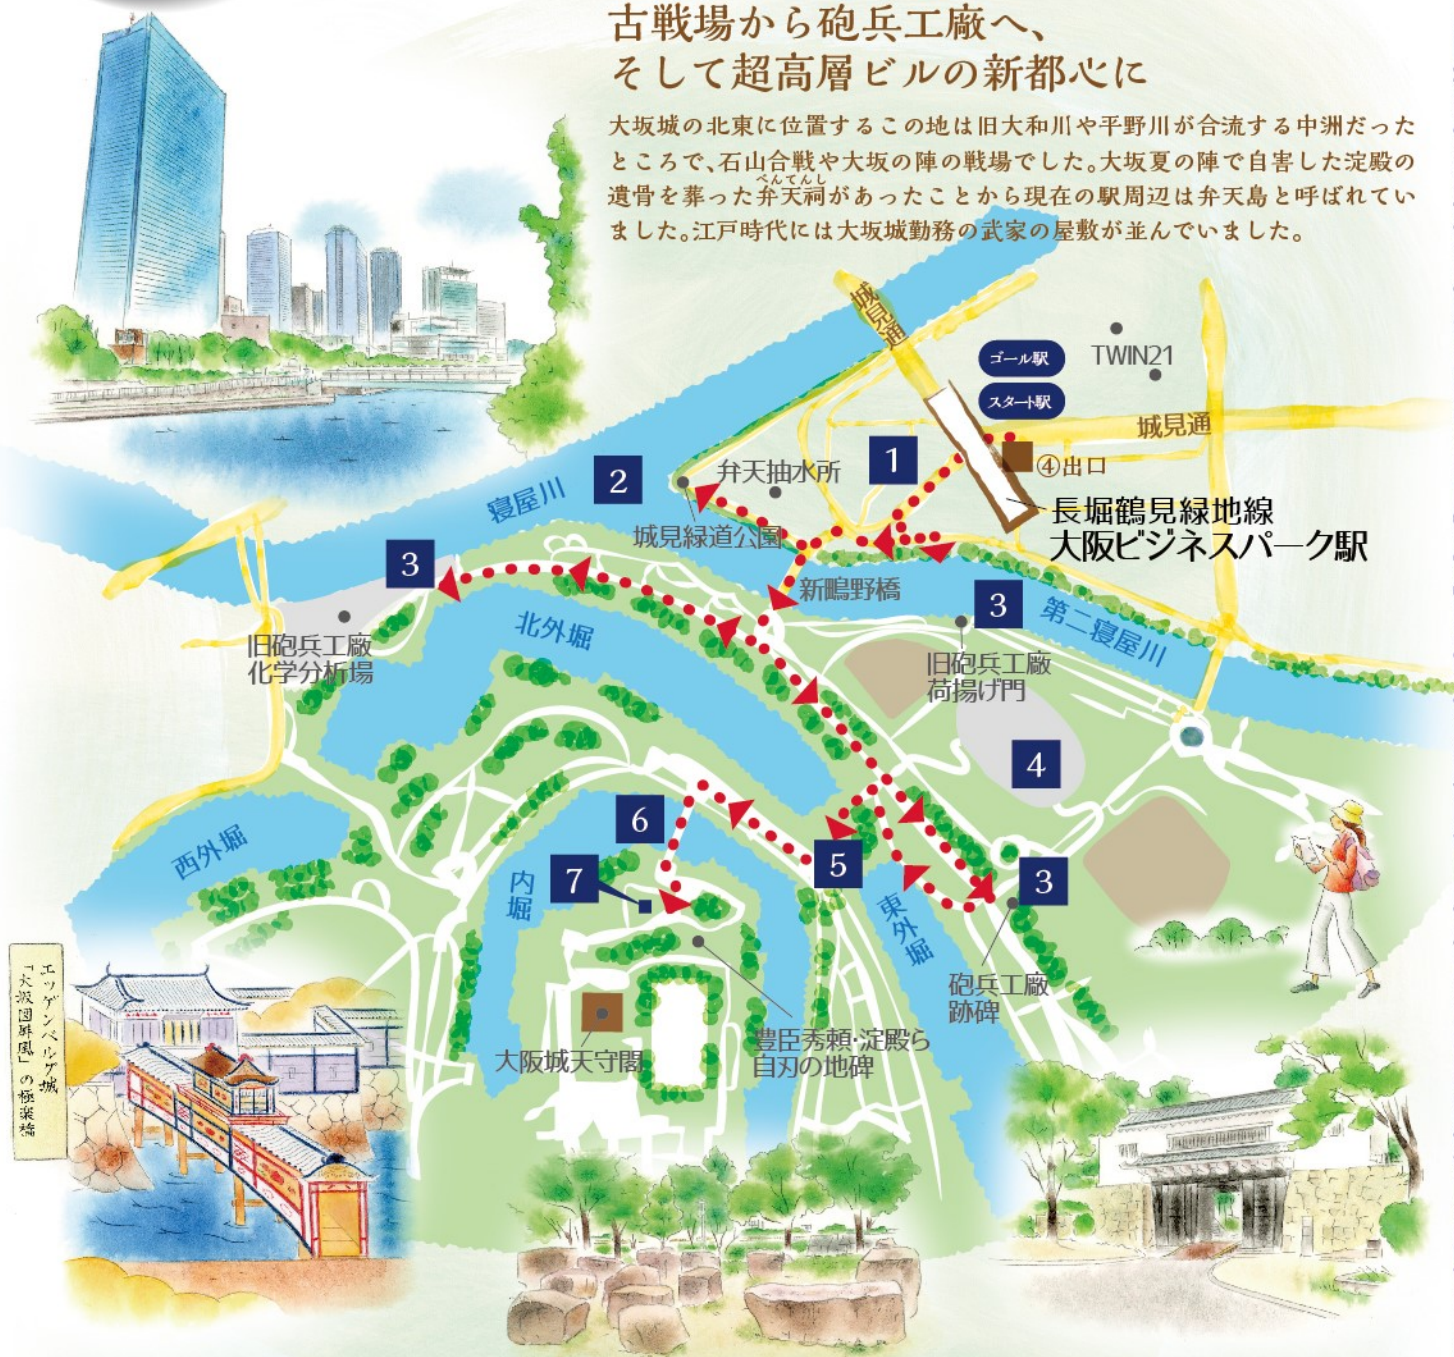 古戦場から砲兵工廠へ、
そして超高層ビルの新都心に
大坂城の北東に位置するこの地は旧大和川や平野川が合流する中洲だった
ところで、石山合戦や大坂の陣の戦場でした。大坂夏の陣で自害した淀殿の
べんてんし
遺骨を葬った弁天祠があったことから現在の駅周辺は弁天島と呼ばれてい
ました。江戸時代には大坂城勤務の武家の屋敷が並んでいました。
城見通
ゴール駅
スタート駅
TWIN21
城見通
④出口
長堀鶴見緑地線
大阪ビジネスパーク駅
1
2
弁天抽水所
寝屋川
城見緑道公園
3
新鴫野橋
3
第二寝屋川
旧砲兵工廠
化学分析場
北外堀
旧砲兵工廠
荷揚げ門
4
6
西外堀
7
内堀
5
3
東外堀
砲兵工廠
跡碑
大阪城天守閣
豊臣秀頼・淀殿ら
自刃の地碑
エッゲンベルグ城
「大坂図屏風」の極楽橋